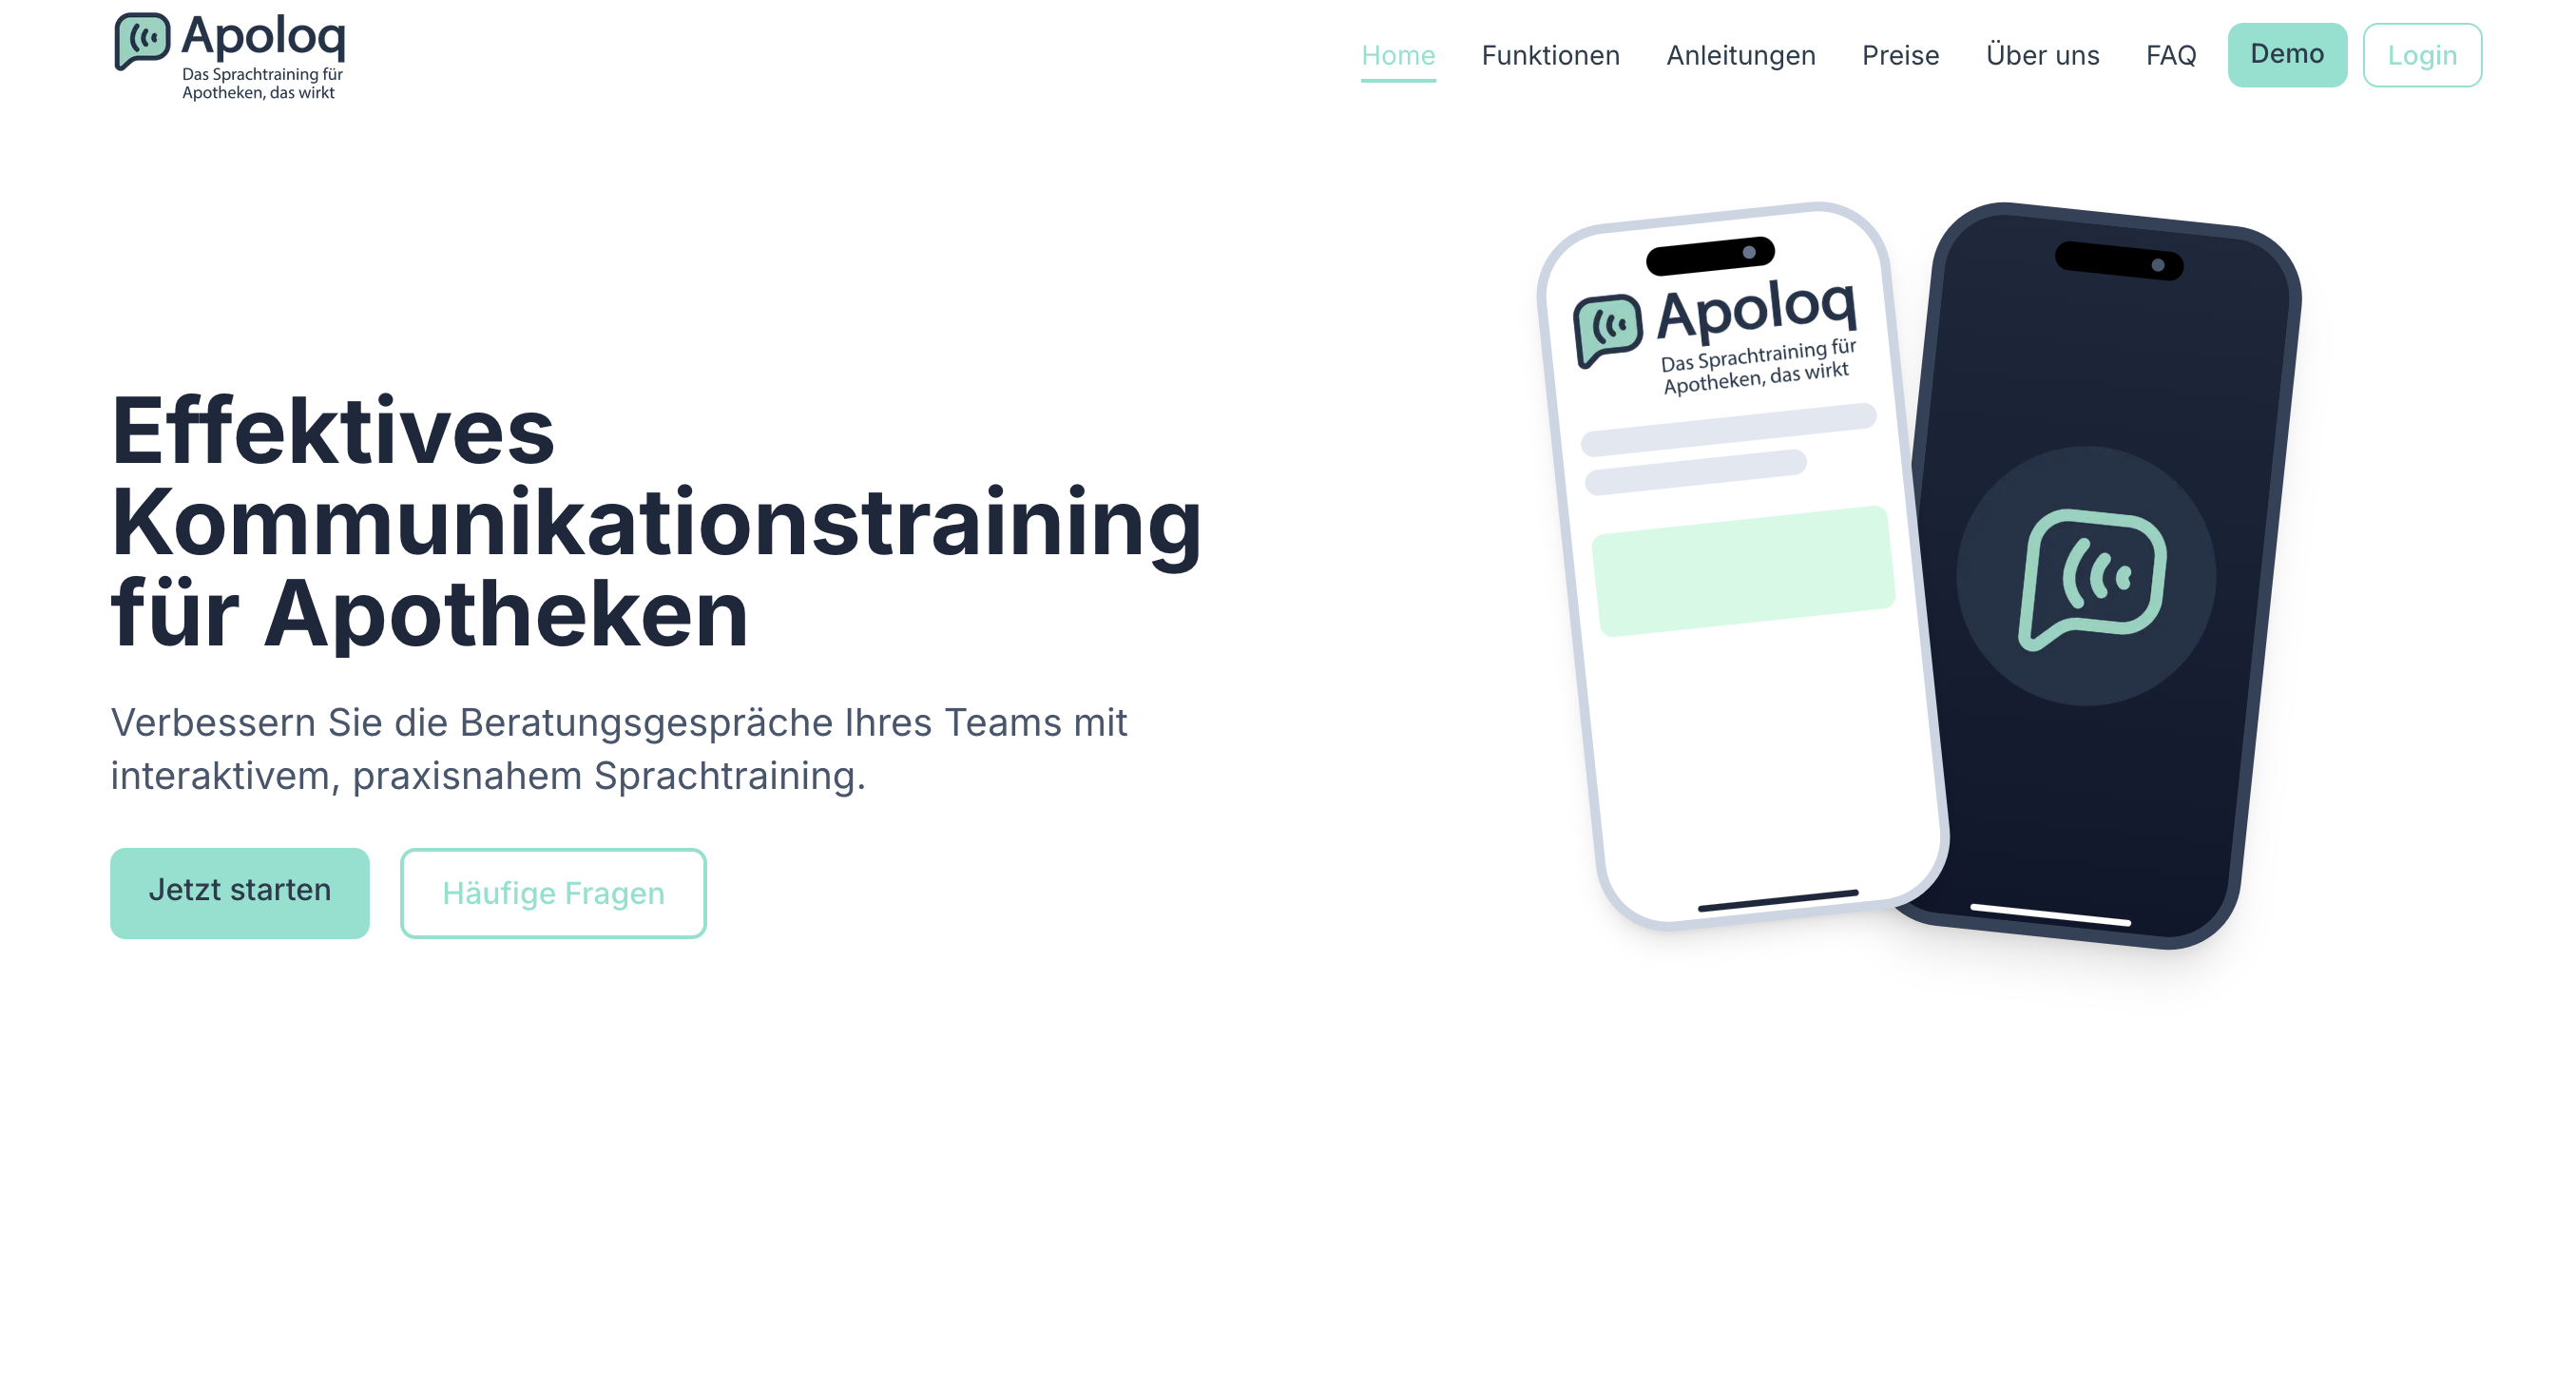 Apoloq
Das Sprachtraining für
Apotheken, das wirkt
Home
Funktionen
Anleitungen
Preise
Über uns
FAQ
Demo
Login
Effektives
Kommunikationstraining
für Apotheken
Verbessern Sie die Beratungsgespräche Ihres Teams mit
interaktivem, praxisnahem Sprachtraining.
Jetzt starten
Häufige Fragen
Apoloq
Das Sprachtraining für
Apotheken, das wirkt